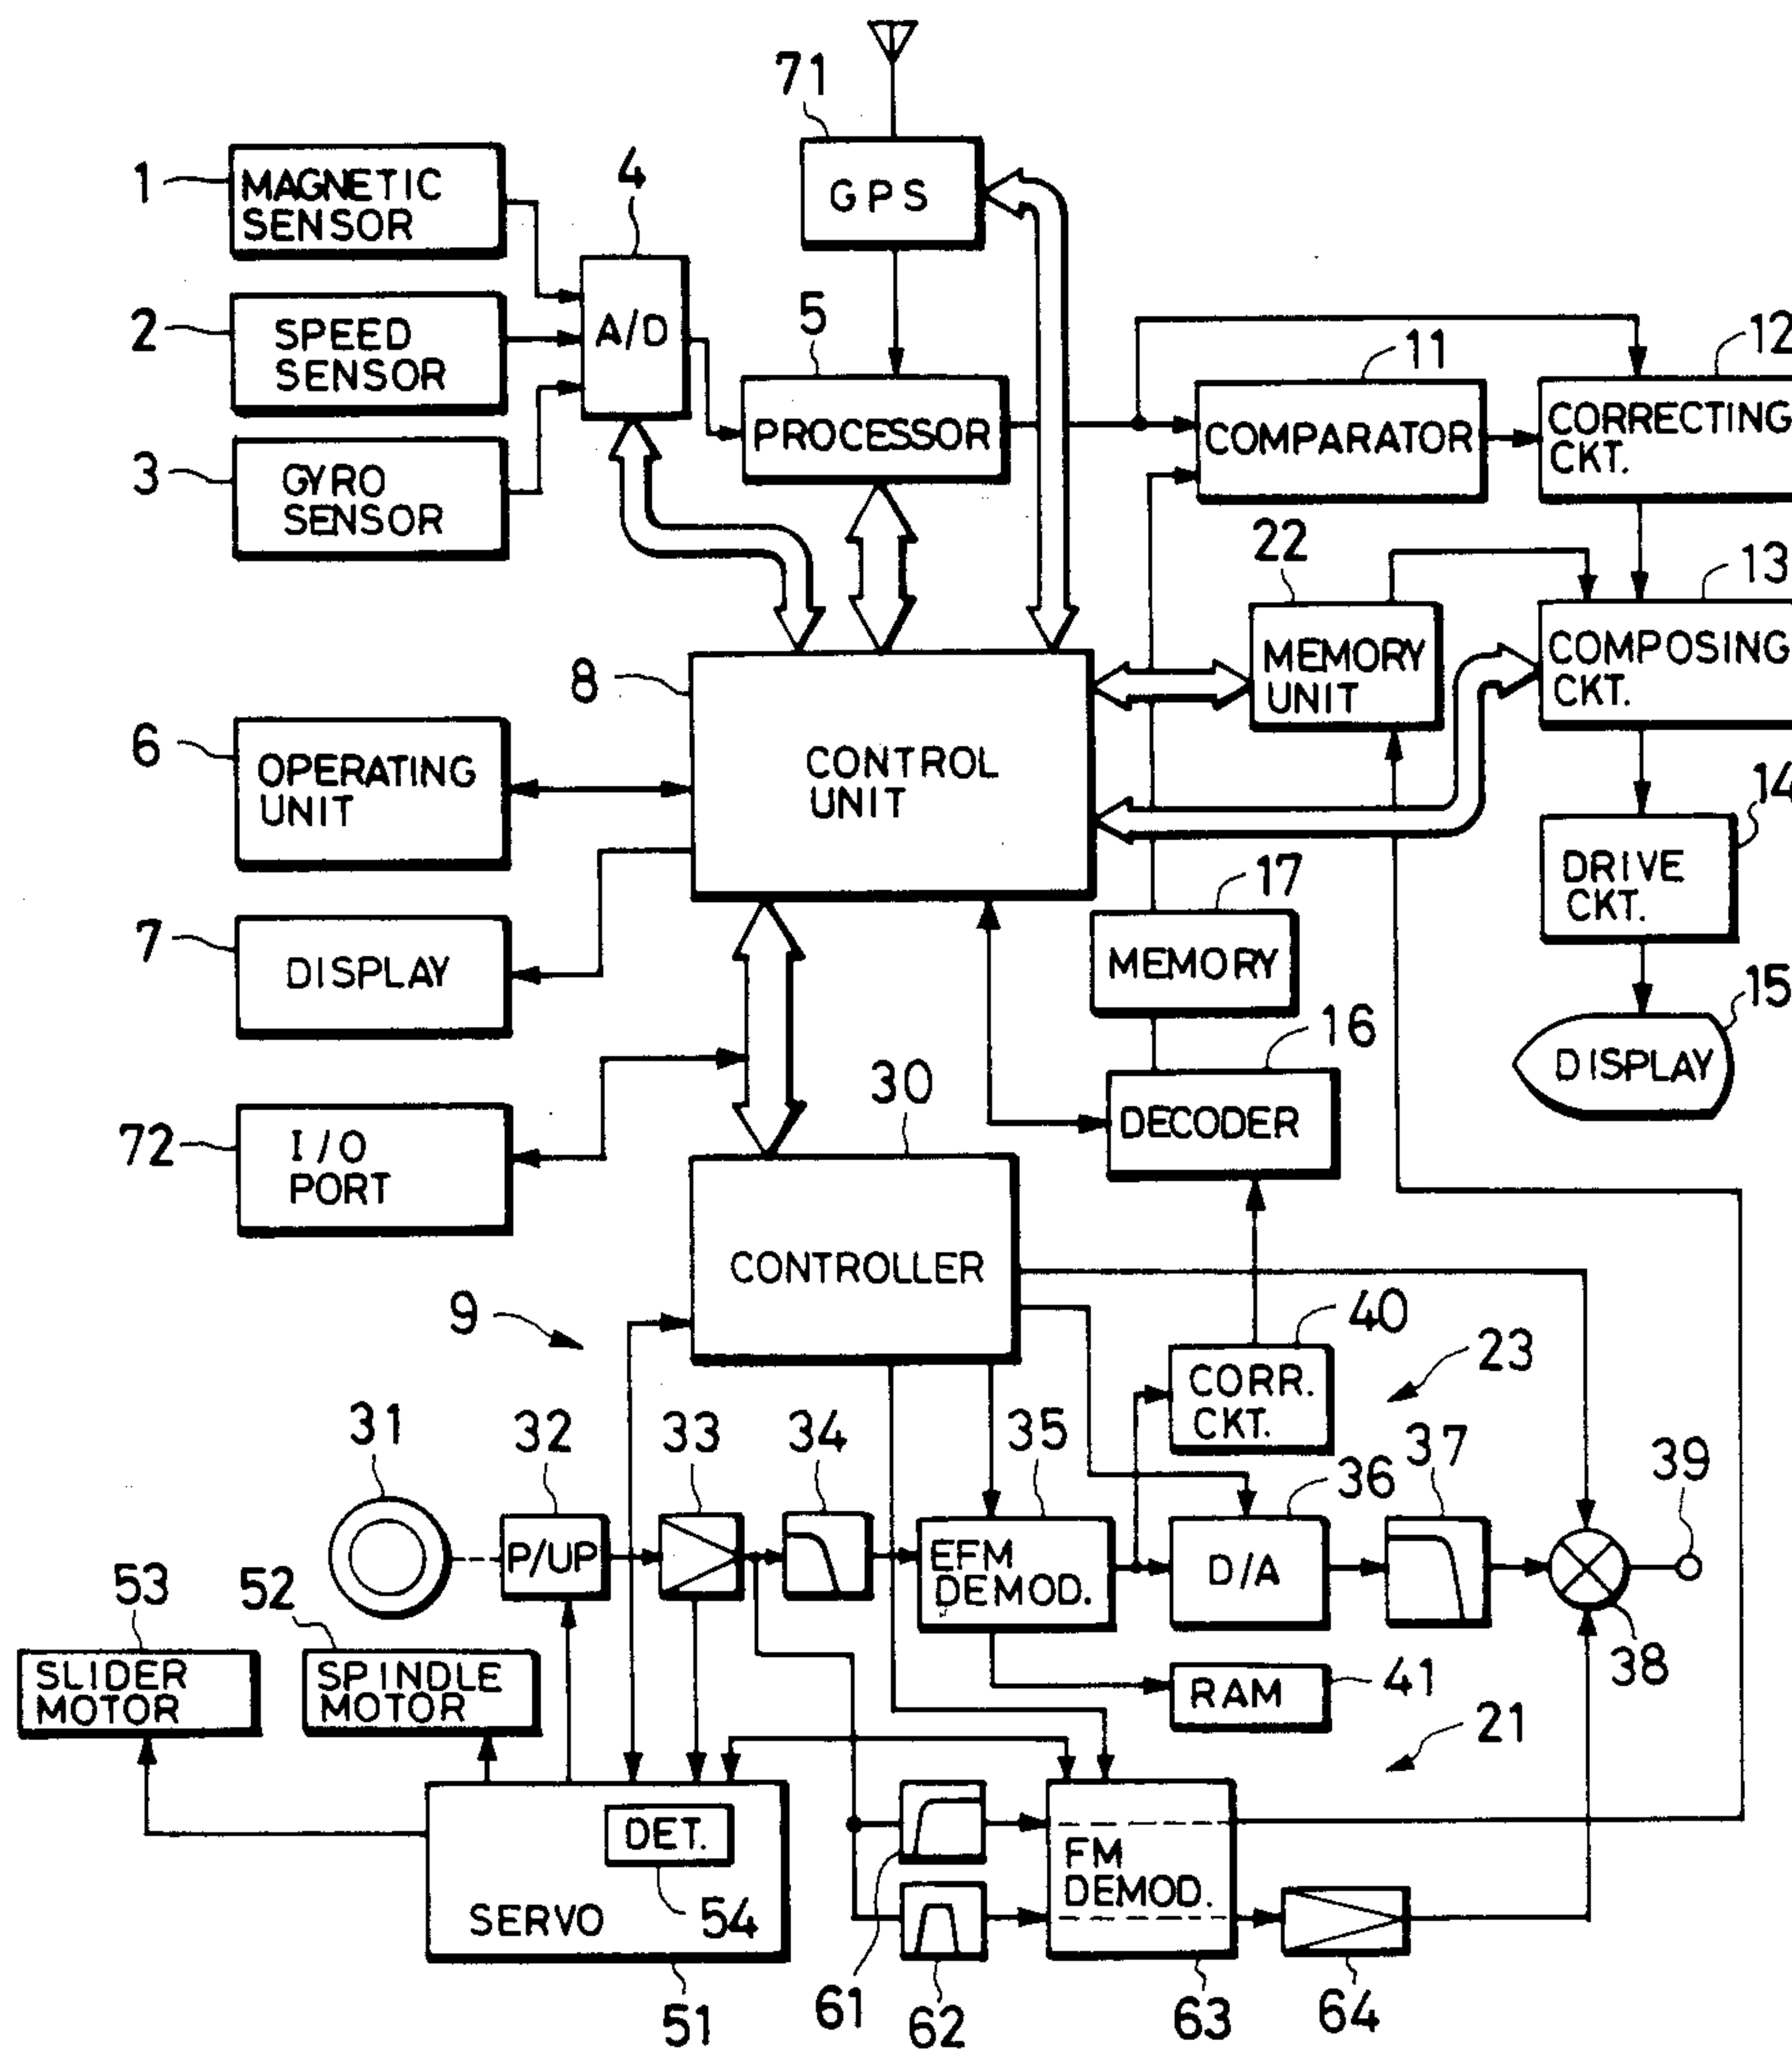 71
1
MAGNETIC
SENSOR
4
GPS
2
SPEED
SENSOR
A/D
5
PROCESSOR
11
COMPARATOR
12
CORRECTING
CKT.
3
GYRO
SENSOR
22
MEMORY
UNIT
13
COMPOSING
CKT.
8
CONTROL
UNIT
6
OPERATING
UNIT
14
DRIVE
CKT.
17
MEMORY
7
DISPLAY
15
DISPLAY
16
DECODER
30
72
I/O
PORT
CONTROLLER
9
40
CORR.
CKT.
23
31
32
P/UP
33
34
35
EFM
DEMOD.
36
D/A
37
39
38
53
SLIDER
MOTOR
52
SPINDLE
MOTOR
RAM
41
21
DET.
54
SERVO
51
61
62
FM
DEMOD.
63
64